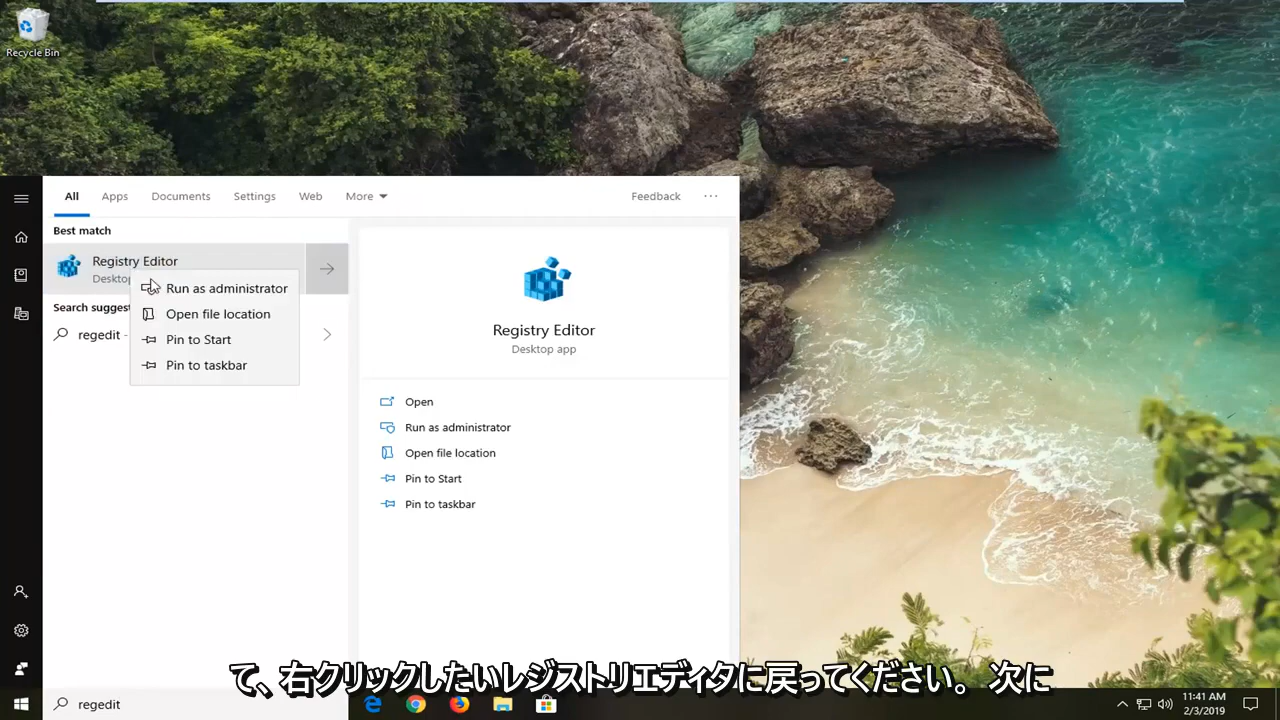 Recycle Bin
All Apps Documents Settings Web More Feedback ...
Best match
Registry Editor
Desktop
Run as administrator
Open file location
Pin to Start
Pin to taskbar
Search suggest
regedit -
Registry Editor
Desktop app
Open
Run as administrator
Open file location
Pin to Start
Pin to taskbar
て、右クリックしたいレジストリエディタに戻ってください。 次に
regedit
11:41 AM
2/3/2019